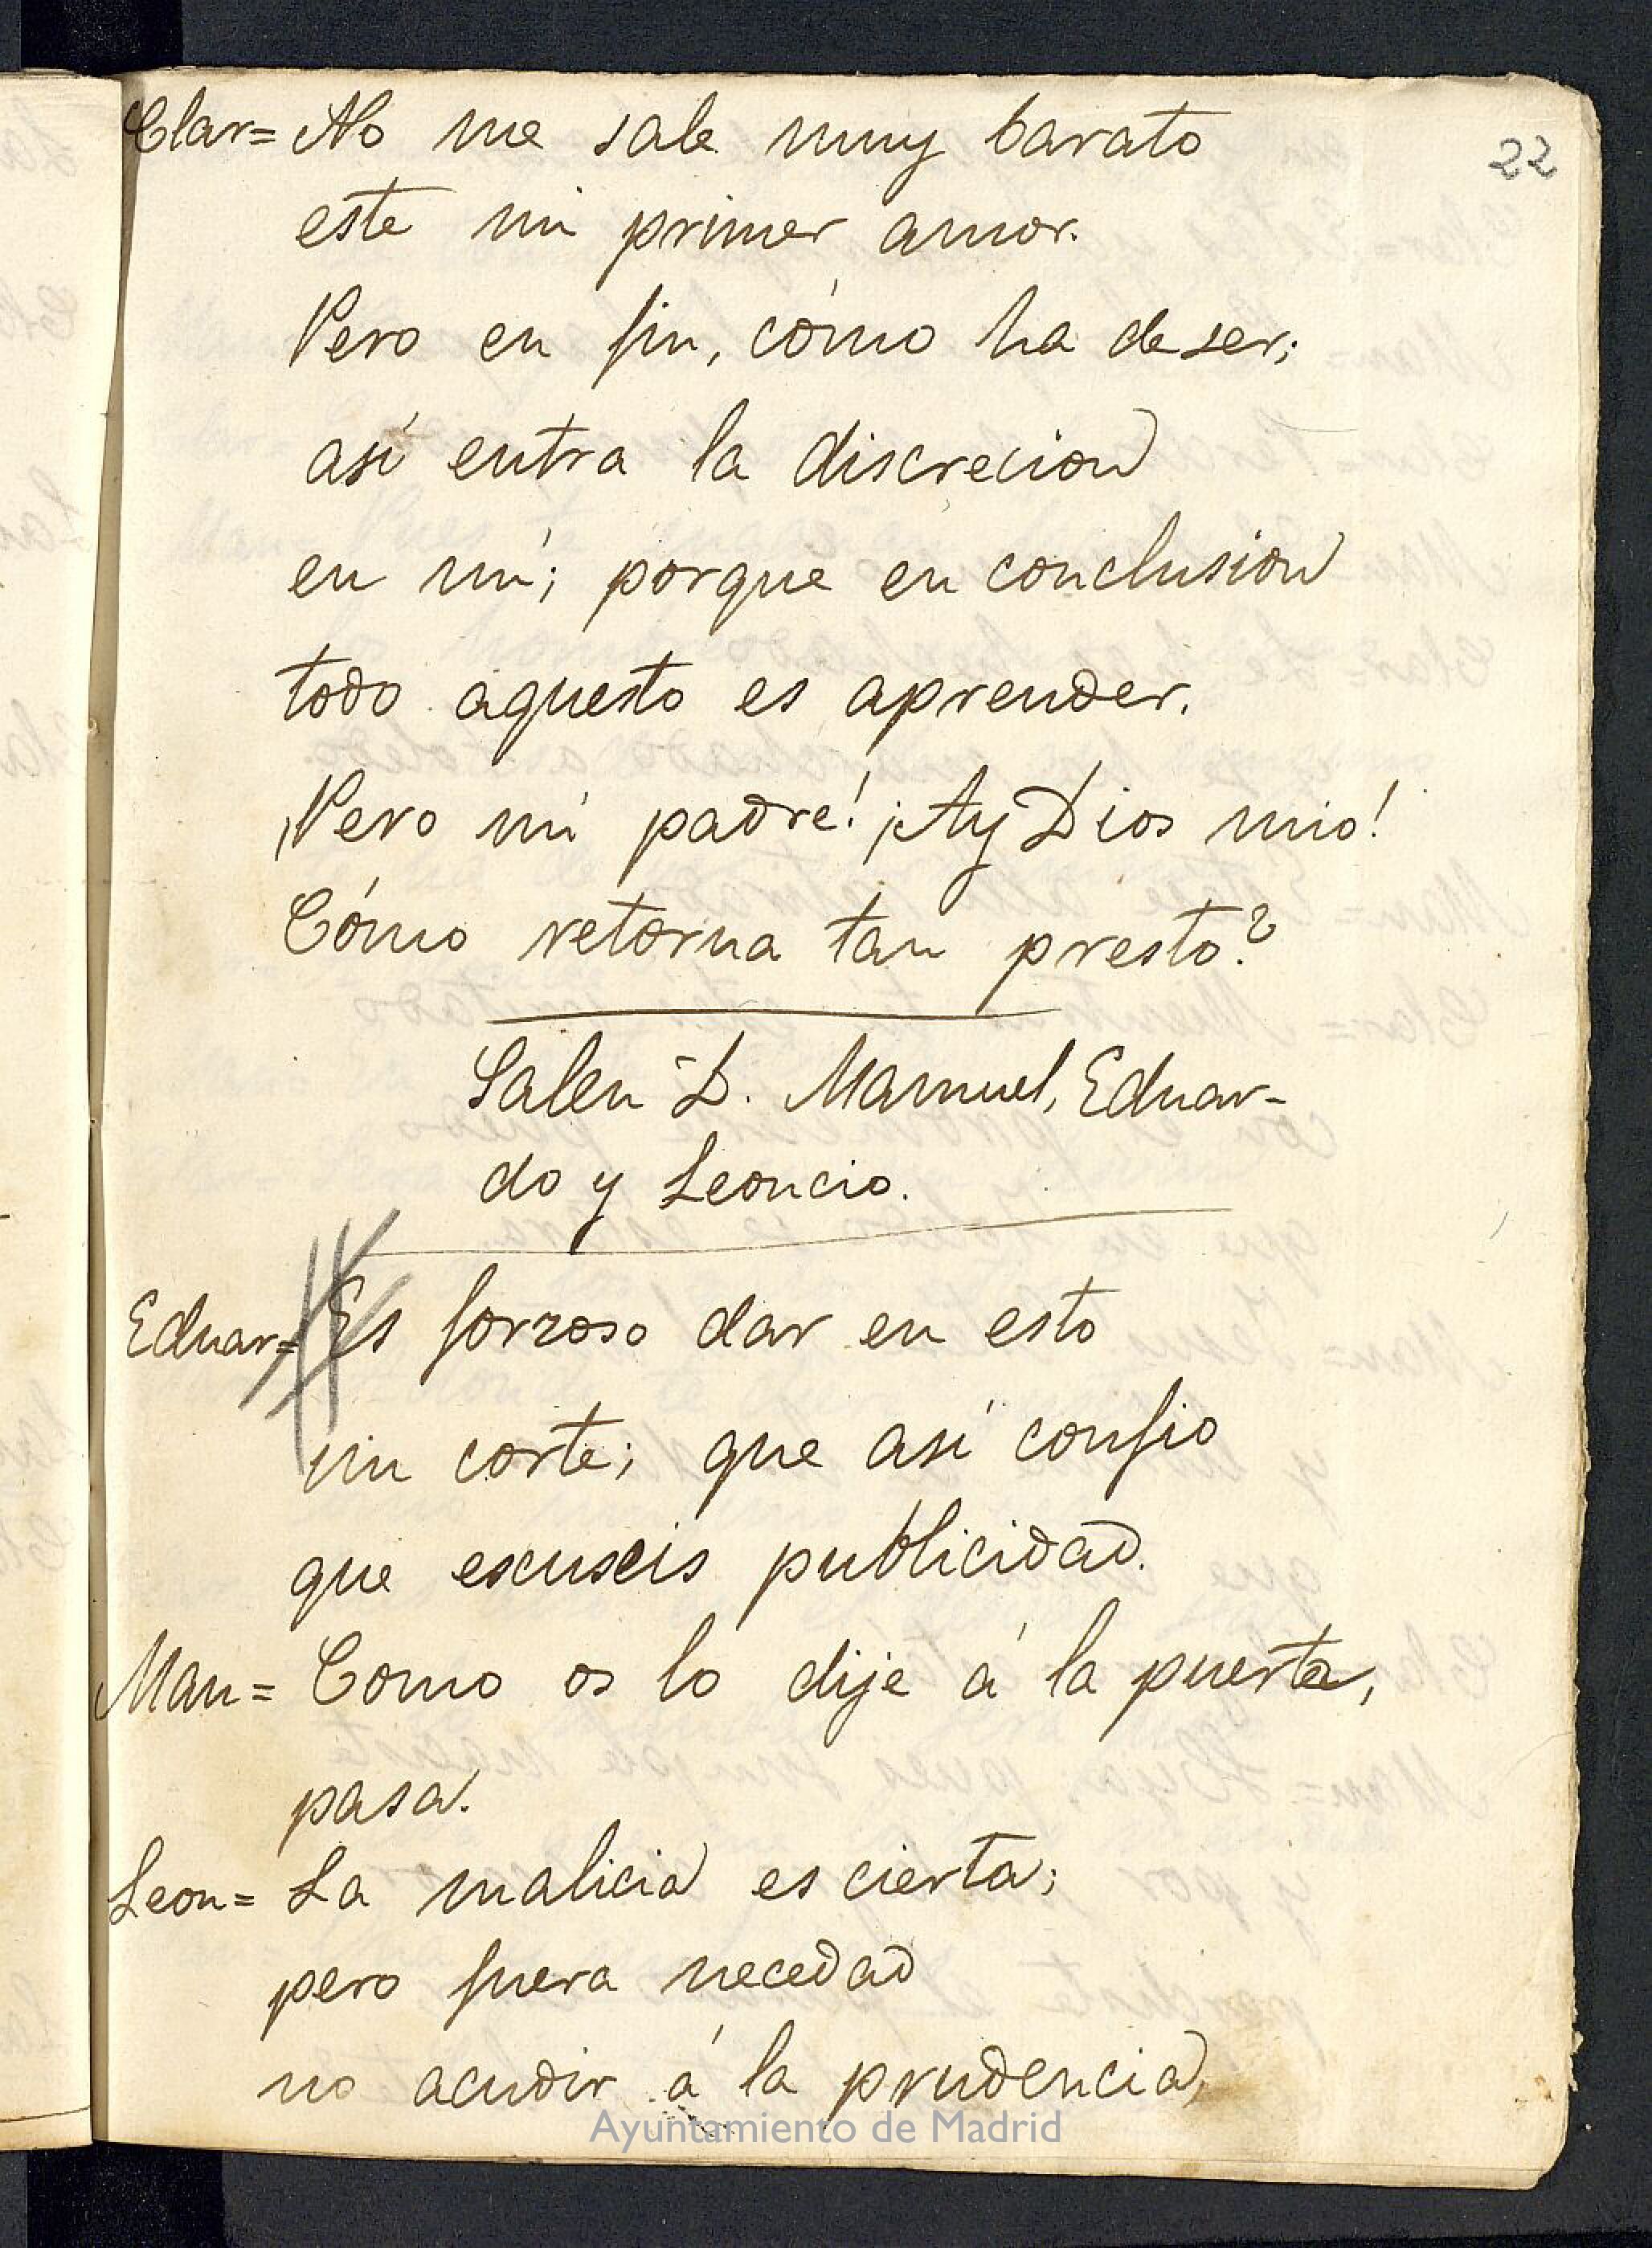 22
Clar= No me sale muy barato
este mi primer amor.
Pero en fin, cómo ha de ser;
así entra la discrecion
en mí; porque en conclusion
todo aquesto es aprender.
¡Pero mi padre! ¡Ay Dios mio!
Cómo retorna tan presto?
Salen D. Manuel, Eduar-
do y Leoncio.
Eduar= Es forzoso dar en esto
un corte; que así confio
que escuseis publicidad.
Man= Como os lo dije á la puerta,
pasa.
Leon= La malicia es cierta;
pero fuera necedad
no acudir á la prudencia,
Ayuntamiento de Madrid